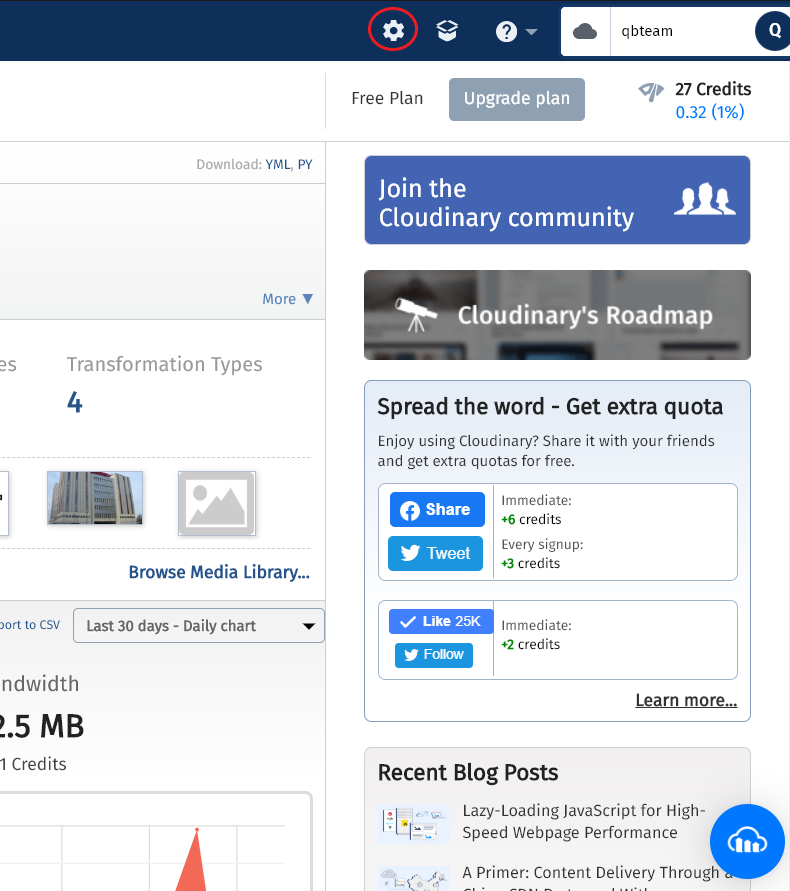 qbteam
Q
Free Plan
Upgrade plan
27 Credits
0.32 (1%)
Download: YML, PY
More ▼
es
Transformation Types
4
Browse Media Library...
port to CSV
Last 30 days - Daily chart
ndwidth
2.5 MB
1 Credits
Join the
Cloudinary community
Cloudinary's Roadmap
Spread the word - Get extra quota
Enjoy using Cloudinary? Share it with your friends
and get extra quotas for free.
Share
Immediate:
+6 credits
Tweet
Every signup:
+3 credits
Like 25K
Immediate:
+2 credits
Follow
Learn more...
Recent Blog Posts
Lazy-Loading JavaScript for High-
Speed Webpage Performance
A Primer: Content Delivery Through a